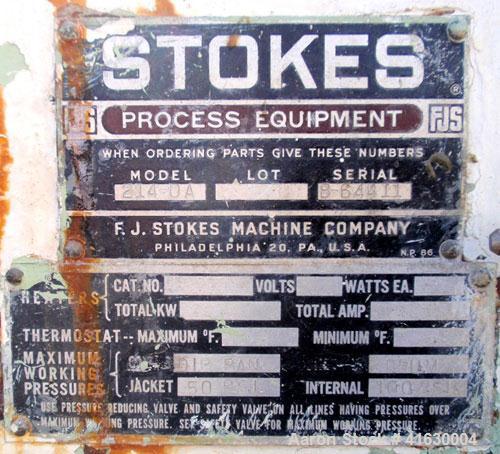 STOKES
®
FJS PROCESS EQUIPMENT FJS
WHEN ORDERING PARTS GIVE THESE NUMBERS
MODEL LOT SERIAL
214-DA
F. J. STOKES MACHINE COMPANY
PHILADELPHIA 20, PA., U.S.A. N.P. 86
HEATERS CAT. NO. VOLTS WATTS EA.
TOTAL KW TOTAL AMP.
THERMOSTAT -- MAXIMUM °F. MINIMUM °F.
MAXIMUM
WORKING
PRESSURES JACKET 50 INTERNAL
USE PRESSURE REDUCING VALVE AND SAFETY VALVE ON ALL LINES HAVING PRESSURES OVER
MAXIMUM WORKING PRESSURE. SET SAFETY VALVE FOR MAXIMUM WORKING PRESSURE.
Aaron Stock # 41630004